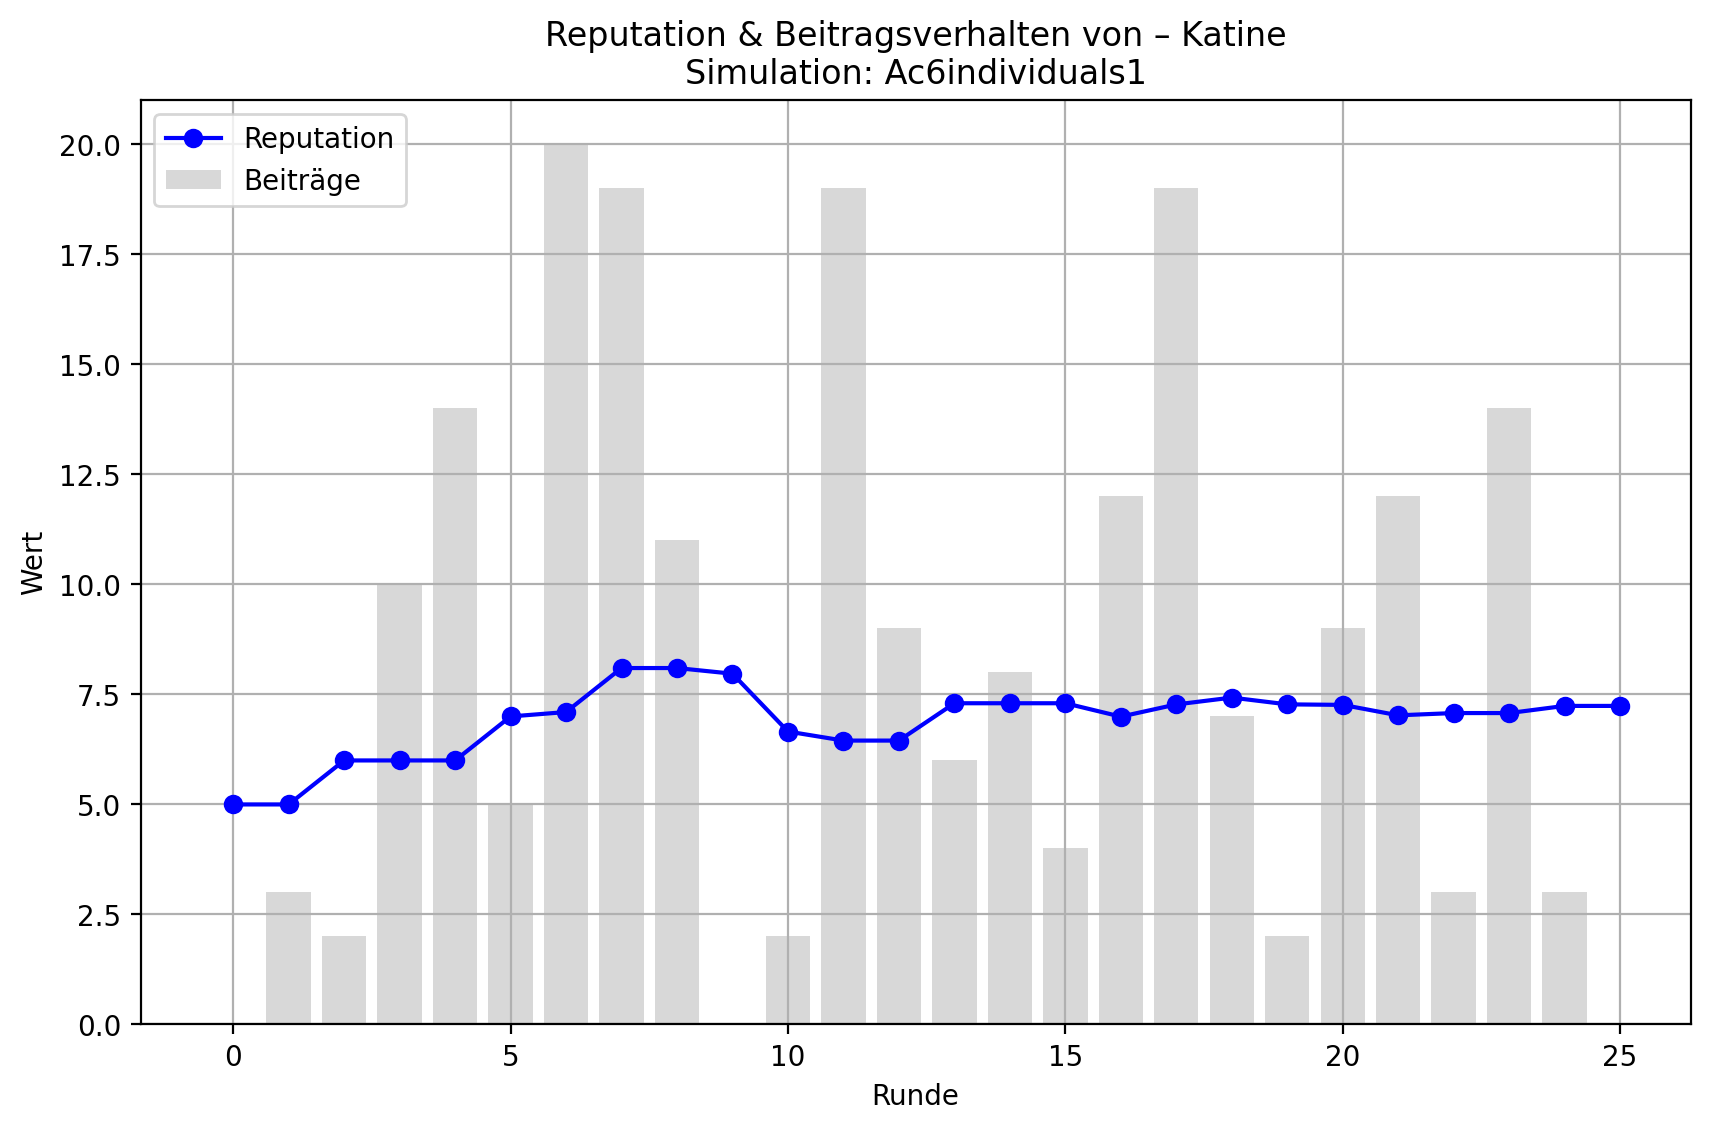 Reputation & Beitragsverhalten von – Katine
Simulation: Ac6individuals1
Reputation
Beiträge
20.0
17.5
15.0
12.5
10.0
7.5
5.0
2.5
0.0
Wert
0 5 10 15 20 25
Runde